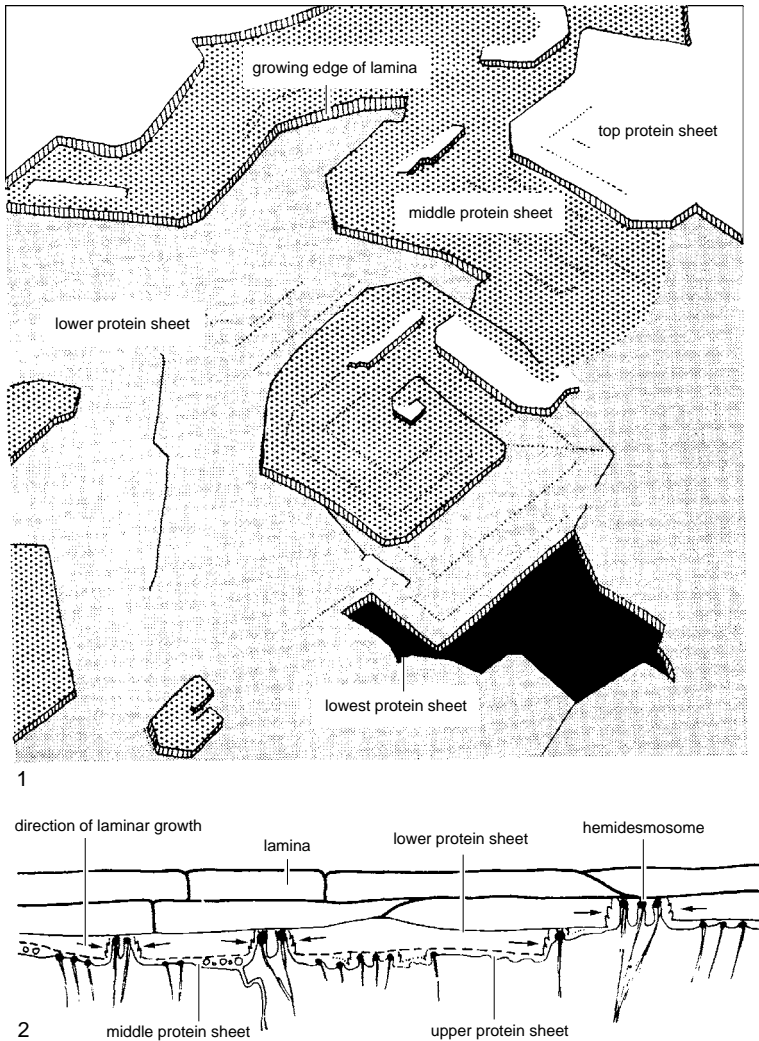 growing edge of lamina
top protein sheet
middle protein sheet
lower protein sheet
lowest protein sheet
1
direction of laminar growth
lamina
lower protein sheet
hemidesmosome
middle protein sheet
upper protein sheet
2